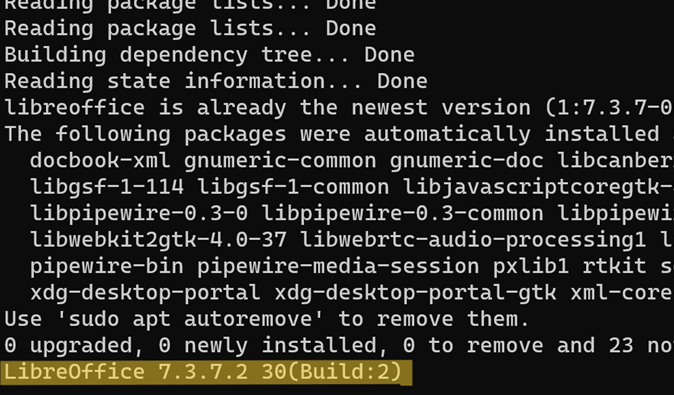 Reading package lists... Done
Reading package lists... Done
Building dependency tree... Done
Reading state information... Done
libreoffice is already the newest version (1:7.3.7-0
The following packages were automatically installed
docbook-xml gnumeric-common gnumeric-doc libcanber
libgsf-1-114 libgsf-1-common libjavascriptcoregtk-
libpipewire-0.3-0 libpipewire-0.3-common libpipewi
libwebkit2gtk-4.0-37 libwebrtc-audio-processing1 l
pipewire-bin pipewire-media-session pxlib1 rtkit s
xdg-desktop-portal xdg-desktop-portal-gtk xml-core
Use 'sudo apt autoremove' to remove them.
0 upgraded, 0 newly installed, 0 to remove and 23 no
LibreOffice 7.3.7.2 30(Build:2)